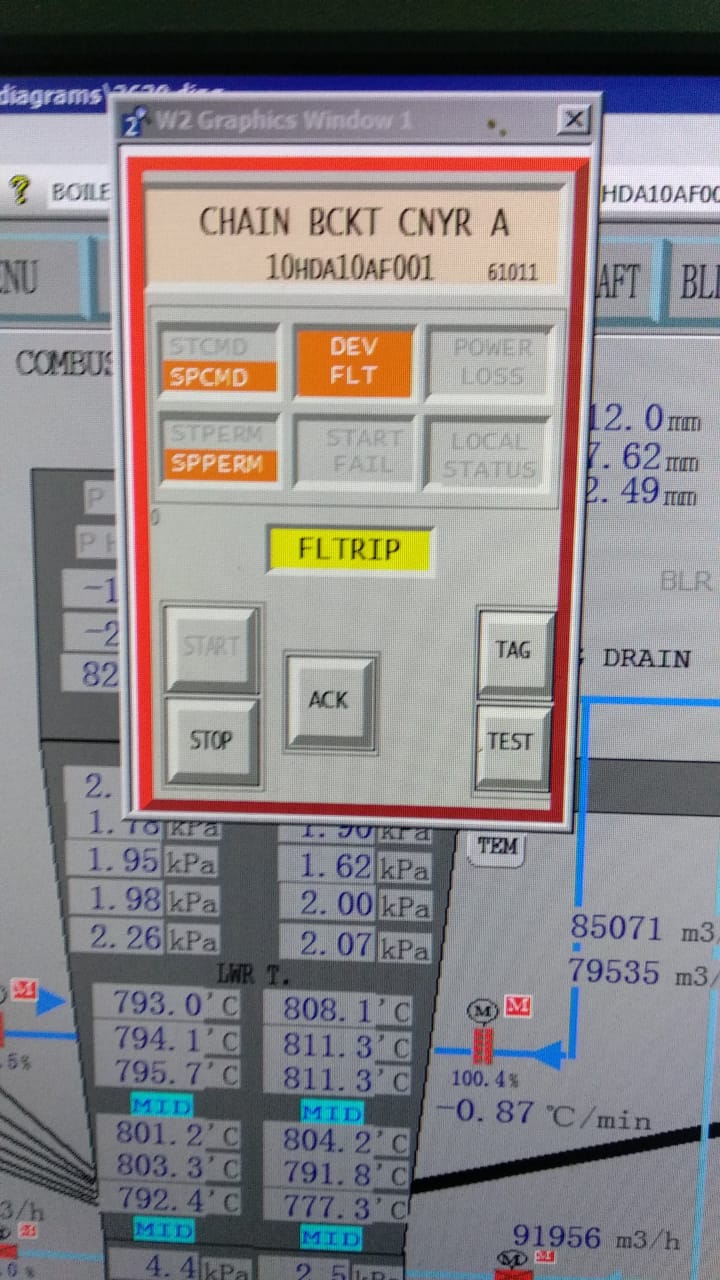 diagrams\
W2 Graphics Window 1
BOILE
HDA10AF00
CHAIN BCKT CNYR A
10HDA10AF001 61011
ENU
AFT
BLI
COMBUS
STCMD
SPCMD
DEV
FLT
POWER
LOSS
STPERM
SPPERM
START
FAIL
LOCAL
STATUS
12.0 mm
7.62 mm
2.49 mm
P
P H
0
FLTRIP
BLR
-1
-2
82
START
STOP
ACK
TAG
TEST
DRAIN
2.
1.78 kPa 1.90 kPa
1.95 kPa 1.62 kPa
1.98 kPa 2.00 kPa
2.26 kPa 2.07 kPa
TEM
85071 m3/
79535 m3/
LWR T.
793.0'C 808.1'C
794.1'C 811.3'C
795.7'C 811.3'C
MID MID
801.2'C 804.2'C
803.3'C 791.8'C
792.4'C 777.3'C
MID MID
4.4 kPa 2.5
M
.5%
M M
100.4%
-0.87 ℃/min
3/h
M
.0%
91956 m3/h
M M